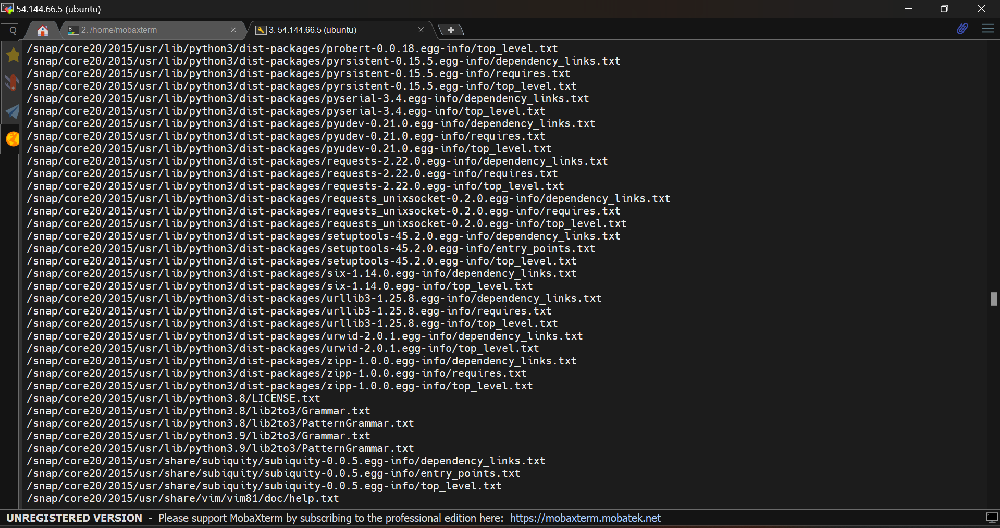 54.144.66.5 (ubuntu)
2. /home/mobaxterm
3. 54.144.66.5 (ubuntu)
/snap/core20/2015/usr/lib/python3/dist-packages/probert-0.0.18.egg-info/top_level.txt
/snap/core20/2015/usr/lib/python3/dist-packages/pyrsistent-0.15.5.egg-info/dependency_links.txt
/snap/core20/2015/usr/lib/python3/dist-packages/pyrsistent-0.15.5.egg-info/requires.txt
/snap/core20/2015/usr/lib/python3/dist-packages/pyrsistent-0.15.5.egg-info/top_level.txt
/snap/core20/2015/usr/lib/python3/dist-packages/pyserial-3.4.egg-info/dependency_links.txt
/snap/core20/2015/usr/lib/python3/dist-packages/pyserial-3.4.egg-info/top_level.txt
/snap/core20/2015/usr/lib/python3/dist-packages/pyudev-0.21.0.egg-info/dependency_links.txt
/snap/core20/2015/usr/lib/python3/dist-packages/pyudev-0.21.0.egg-info/requires.txt
/snap/core20/2015/usr/lib/python3/dist-packages/pyudev-0.21.0.egg-info/top_level.txt
/snap/core20/2015/usr/lib/python3/dist-packages/requests-2.22.0.egg-info/dependency_links.txt
/snap/core20/2015/usr/lib/python3/dist-packages/requests-2.22.0.egg-info/requires.txt
/snap/core20/2015/usr/lib/python3/dist-packages/requests-2.22.0.egg-info/top_level.txt
/snap/core20/2015/usr/lib/python3/dist-packages/requests_unixsocket-0.2.0.egg-info/dependency_links.txt
/snap/core20/2015/usr/lib/python3/dist-packages/requests_unixsocket-0.2.0.egg-info/requires.txt
/snap/core20/2015/usr/lib/python3/dist-packages/requests_unixsocket-0.2.0.egg-info/top_level.txt
/snap/core20/2015/usr/lib/python3/dist-packages/setuptools-45.2.0.egg-info/dependency_links.txt
/snap/core20/2015/usr/lib/python3/dist-packages/setuptools-45.2.0.egg-info/entry_points.txt
/snap/core20/2015/usr/lib/python3/dist-packages/setuptools-45.2.0.egg-info/top_level.txt
/snap/core20/2015/usr/lib/python3/dist-packages/six-1.14.0.egg-info/dependency_links.txt
/snap/core20/2015/usr/lib/python3/dist-packages/six-1.14.0.egg-info/top_level.txt
/snap/core20/2015/usr/lib/python3/dist-packages/urllib3-1.25.8.egg-info/dependency_links.txt
/snap/core20/2015/usr/lib/python3/dist-packages/urllib3-1.25.8.egg-info/requires.txt
/snap/core20/2015/usr/lib/python3/dist-packages/urllib3-1.25.8.egg-info/top_level.txt
/snap/core20/2015/usr/lib/python3/dist-packages/urwid-2.0.1.egg-info/dependency_links.txt
/snap/core20/2015/usr/lib/python3/dist-packages/urwid-2.0.1.egg-info/top_level.txt
/snap/core20/2015/usr/lib/python3/dist-packages/zipp-1.0.0.egg-info/dependency_links.txt
/snap/core20/2015/usr/lib/python3/dist-packages/zipp-1.0.0.egg-info/requires.txt
/snap/core20/2015/usr/lib/python3/dist-packages/zipp-1.0.0.egg-info/top_level.txt
/snap/core20/2015/usr/lib/python3.8/LICENSE.txt
/snap/core20/2015/usr/lib/python3.8/lib2to3/Grammar.txt
/snap/core20/2015/usr/lib/python3.8/lib2to3/PatternGrammar.txt
/snap/core20/2015/usr/lib/python3.9/lib2to3/Grammar.txt
/snap/core20/2015/usr/lib/python3.9/lib2to3/PatternGrammar.txt
/snap/core20/2015/usr/share/subiquity/subiquity-0.0.5.egg-info/dependency_links.txt
/snap/core20/2015/usr/share/subiquity/subiquity-0.0.5.egg-info/entry_points.txt
/snap/core20/2015/usr/share/subiquity/subiquity-0.0.5.egg-info/top_level.txt
/snap/core20/2015/usr/share/vim/vim81/doc/help.txt
UNREGISTERED VERSION - Please support MobaXterm by subscribing to the professional edition here: https://mobaxterm.mobatek.net